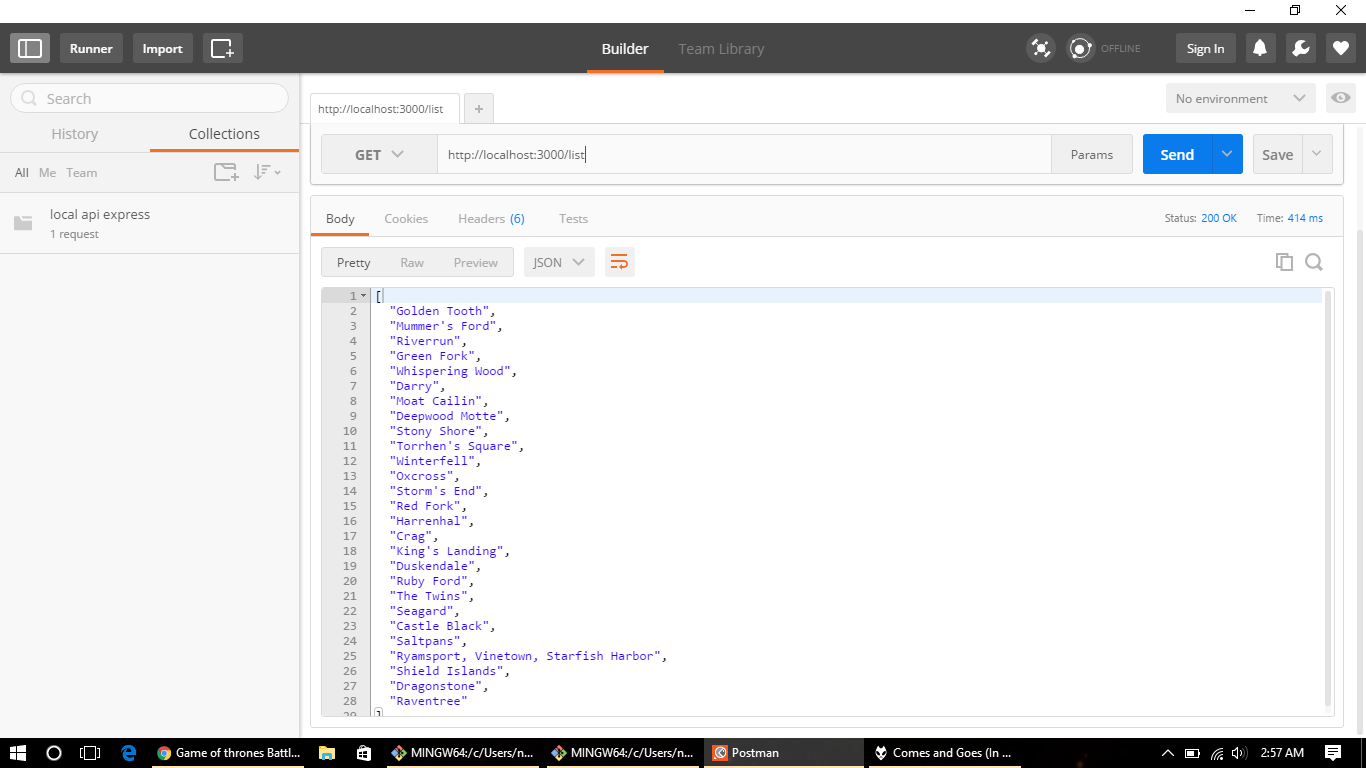 Runner Import Builder Team Library OFFLINE Sign In
Search
http://localhost:3000/list + No environment
History Collections
GET http://localhost:3000/list Params Send Save
All Me Team
local api express
1 request
Body Cookies Headers (6) Tests Status: 200 OK Time: 414 ms
Pretty Raw Preview JSON
1 [
2 "Golden Tooth",
3 "Mummer's Ford",
4 "Riverrun",
5 "Green Fork",
6 "Whispering Wood",
7 "Darry",
8 "Moat Cailin",
9 "Deepwood Motte",
10 "Stony Shore",
11 "Torrhen's Square",
12 "Winterfell",
13 "Oxcross",
14 "Storm's End",
15 "Red Fork",
16 "Harrenhal",
17 "Crag",
18 "King's Landing",
19 "Duskendale",
20 "Ruby Ford",
21 "The Twins",
22 "Seagard",
23 "Castle Black",
24 "Saltpans",
25 "Ryamsport, Vinetown, Starfish Harbor",
26 "Shield Islands",
27 "Dragonstone",
28 "Raventree"
29 ]
Game of thrones Battl... MINGW64:/c/Users/n... MINGW64:/c/Users/n... Postman Comes and Goes (In ... 2:57 AM